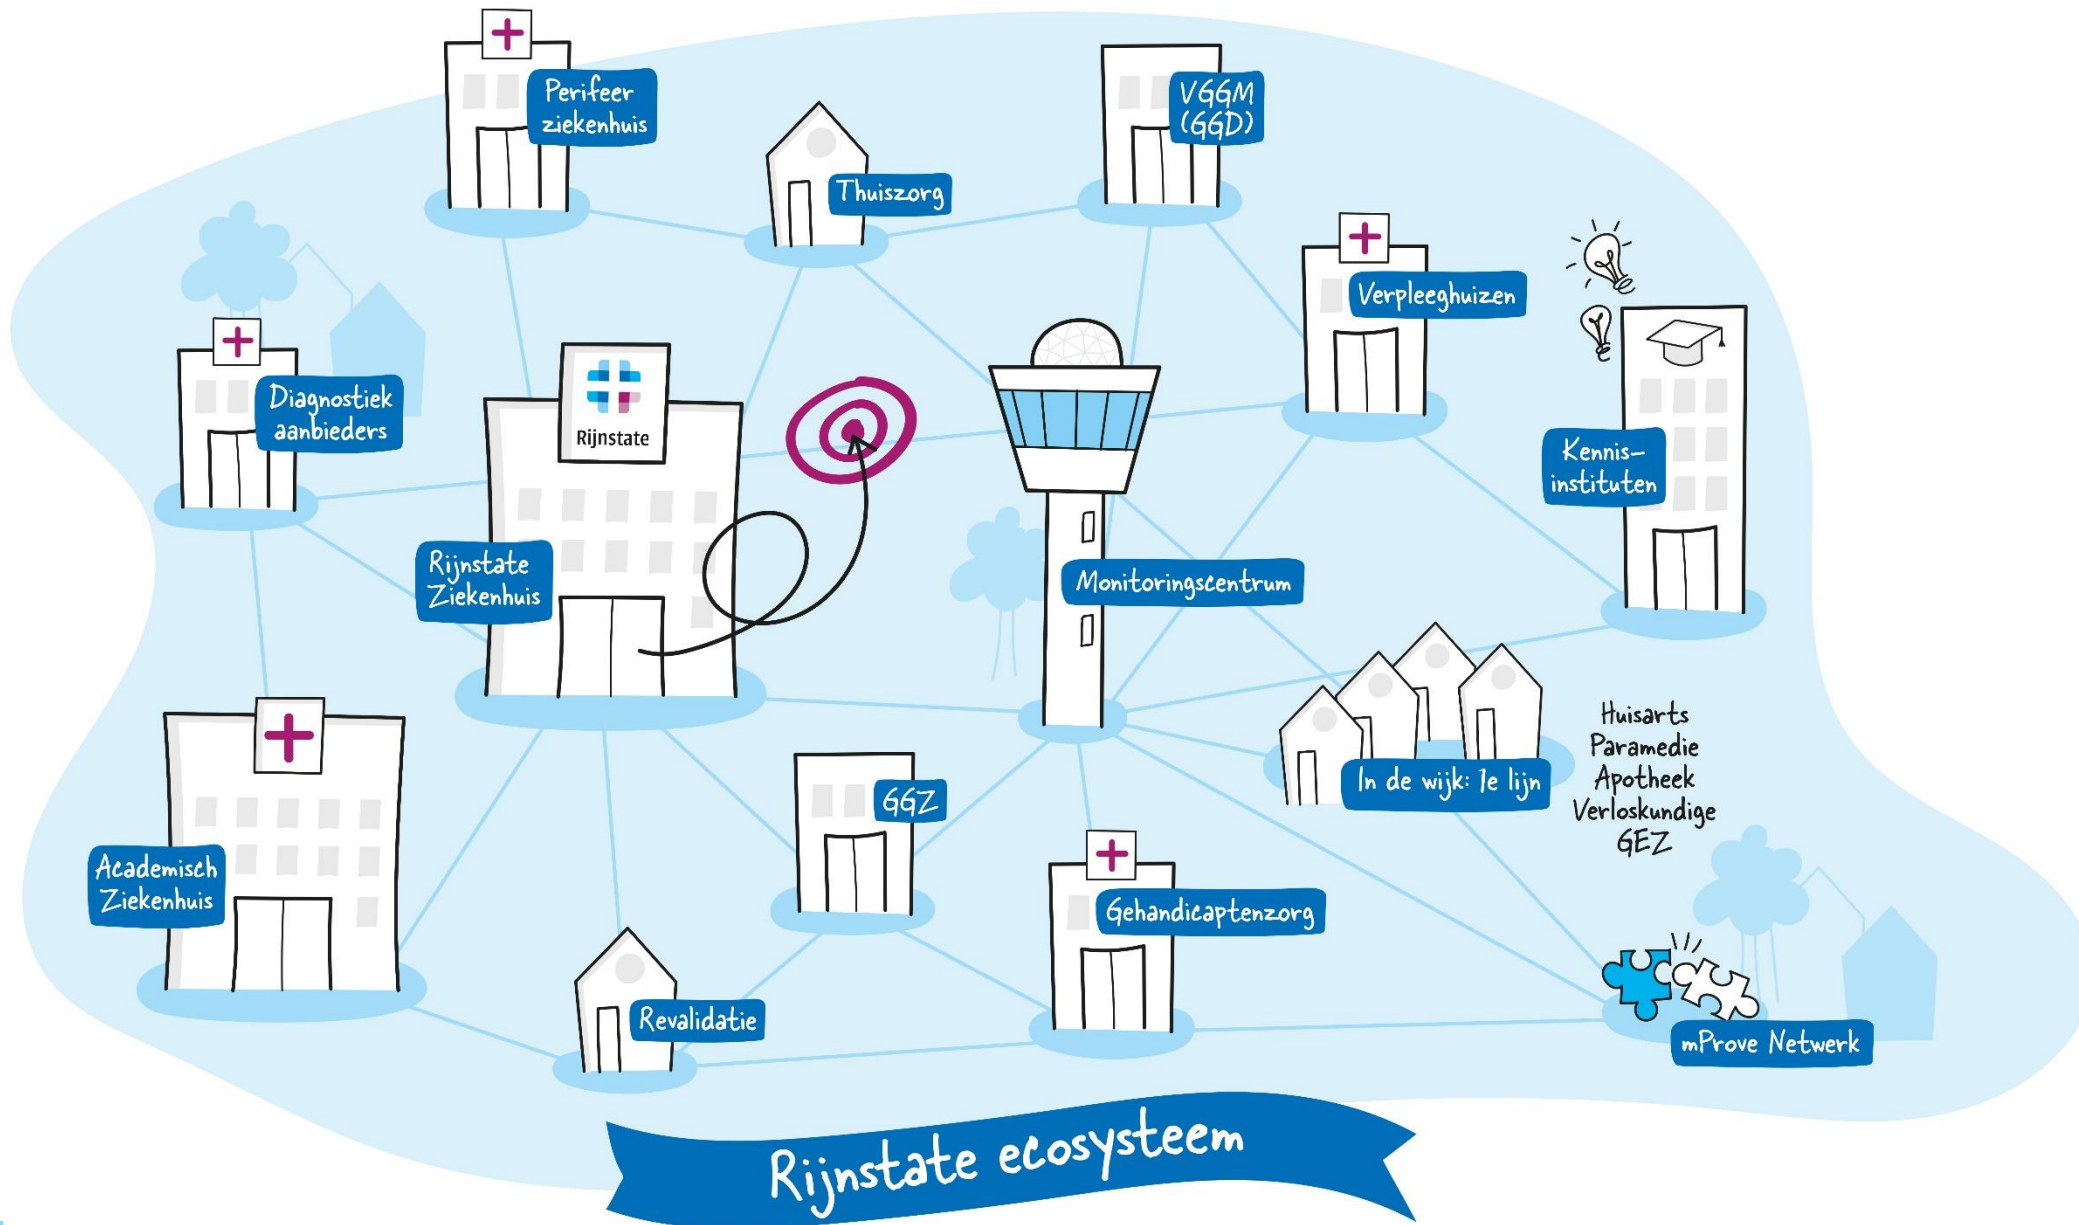 Perifeer
ziekenhuis
VGGM
(GGD)
Thuiszorg
Verpleeghuizen
Diagnostiek
aanbieders
Rijnstate
Kennis-
instituten
Rijnstate
Ziekenhuis
Monitoringscentrum
Huisarts
Paramedie
Apotheek
Verloskundige
GEZ
In de wijk: 1e lijn
GGZ
Academisch
Ziekenhuis
Gehandicaptenzorg
Revalidatie
mProve Netwerk
Rijnstate ecosysteem